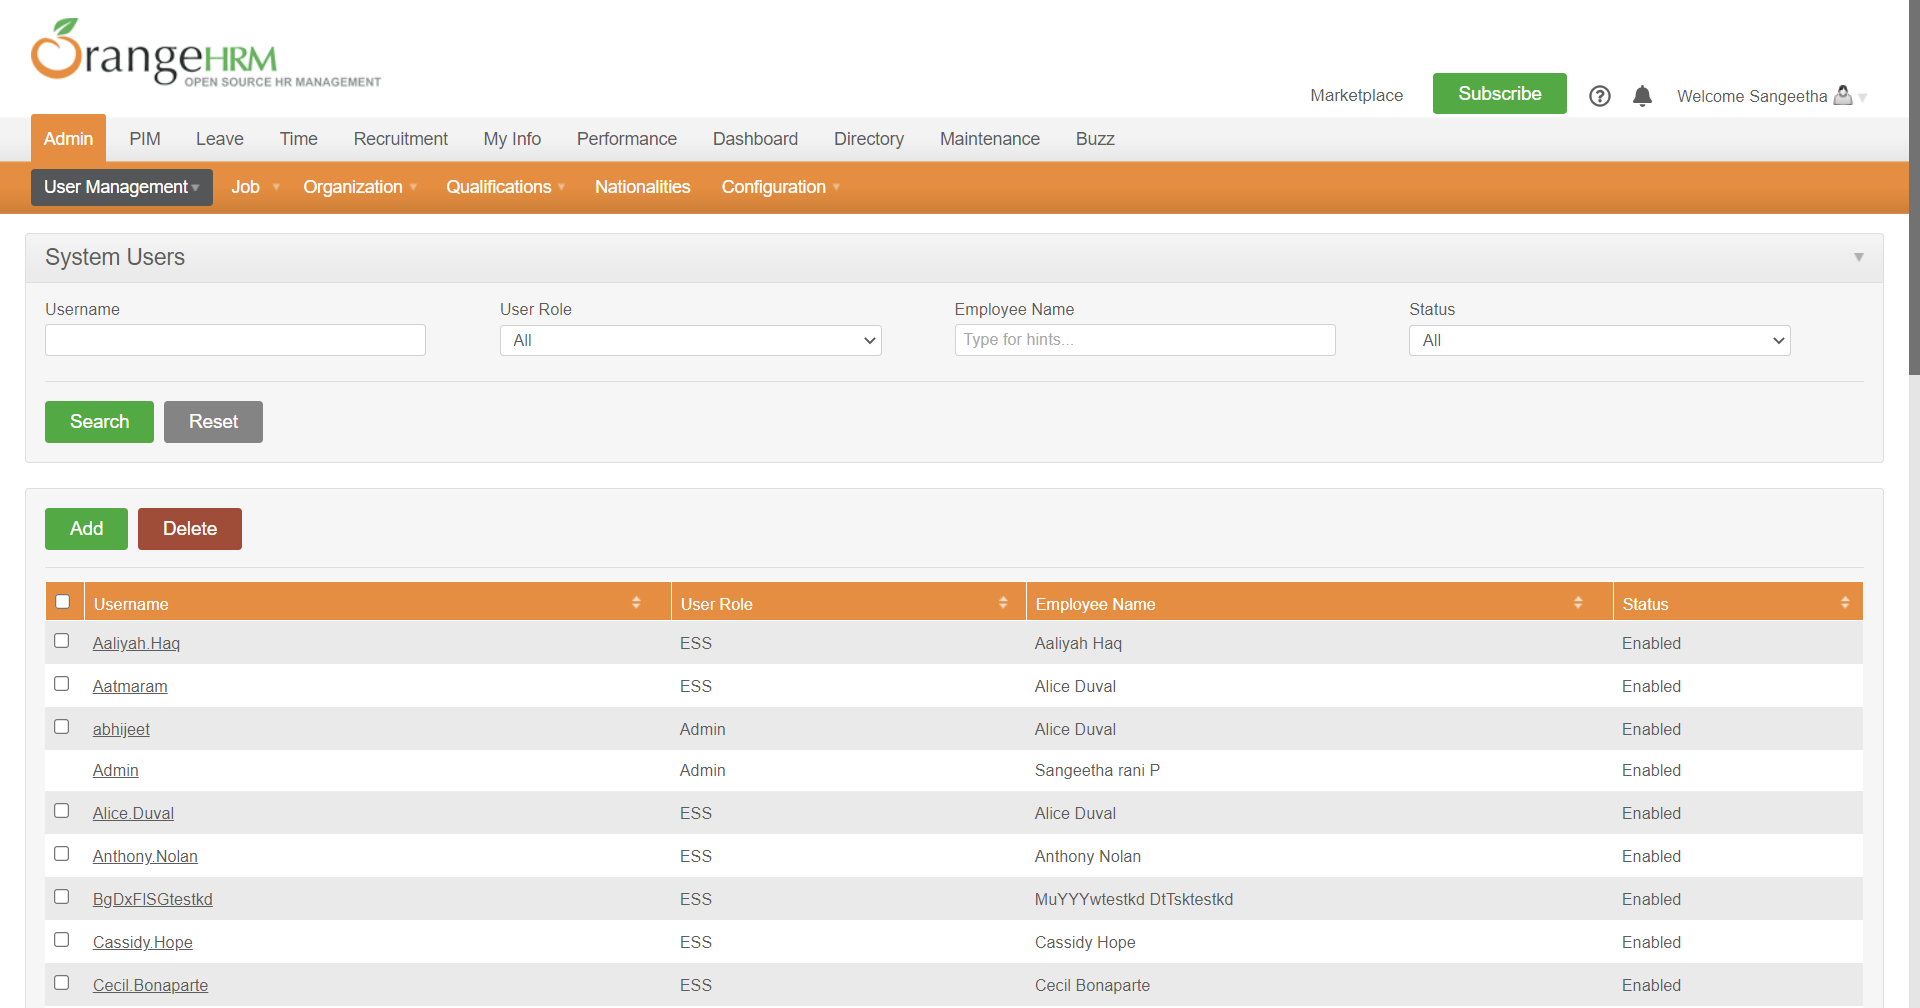 OrangeHRM
OPEN SOURCE HR MANAGEMENT
Marketplace Subscribe Welcome Sangeetha
Admin PIM Leave Time Recruitment My Info Performance Dashboard Directory Maintenance Buzz
User Management Job Organization Qualifications Nationalities Configuration
System Users
Username User Role Employee Name Status
All Type for hints... All
Search Reset
Add Delete
Username User Role Employee Name Status
Aaliyah.Haq ESS Aaliyah Haq Enabled
Aatmaram ESS Alice Duval Enabled
abhijeet Admin Alice Duval Enabled
Admin Admin Sangeetha rani P Enabled
Alice.Duval ESS Alice Duval Enabled
Anthony.Nolan ESS Anthony Nolan Enabled
BgDxFlSGtestkd ESS MuYYYwtestkd DtTsktestkd Enabled
Cassidy.Hope ESS Cassidy Hope Enabled
Cecil.Bonaparte ESS Cecil Bonaparte Enabled